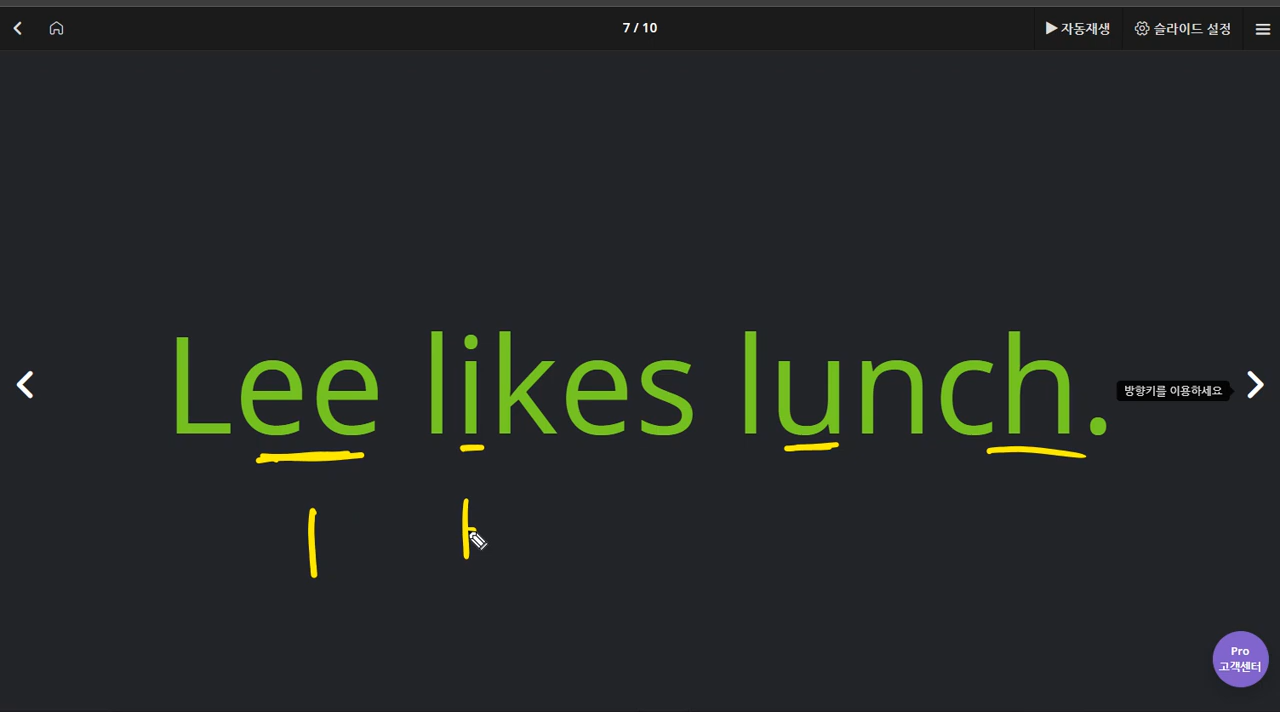 7 / 10
자동재생
슬라이드 설정
Lee likes lunch.
방향키를 이용하세요
ㅣ ㅏ
Pro
고객센터